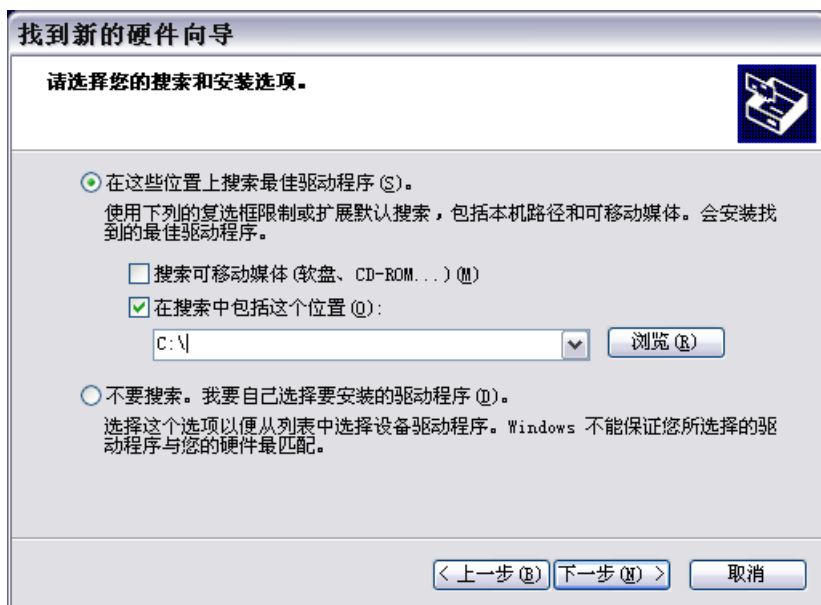 找到新的硬件向导
请选择您的搜索和安装选项。
在这些位置上搜索最佳驱动程序(S)。
使用下列的复选框限制或扩展默认搜索，包括本机路径和可移动媒体。会安装找
到的最佳驱动程序。
搜索可移动媒体(软盘、CD-ROM...)(M)
在搜索中包括这个位置(O):
C:\
浏览(R)
不要搜索。我要自己选择要安装的驱动程序(D)。
选择这个选项以便从列表中选择设备驱动程序。Windows 不能保证您所选择的驱
动程序与您的硬件最匹配。
< 上一步(B) 下一步(N) > 取消